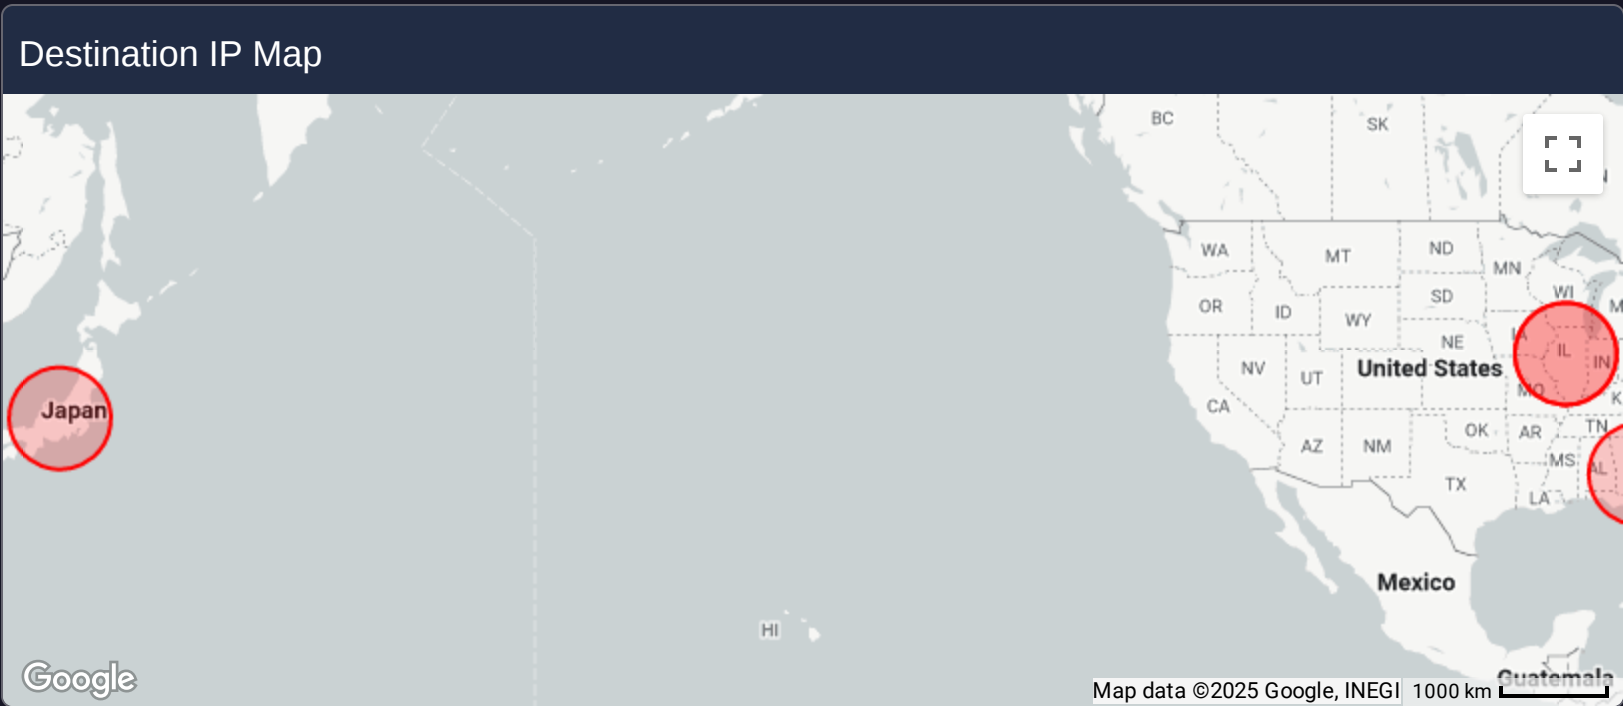 Destination IP Map
BC
SK
WA
MT
ND
MN
WI
OR
ID
WY
SD
IA
IL
IN
NE
NV
UT
United States
MO
CA
Japan
AZ
NM
OK
AR
TN
MS
AL
TX
LA
Mexico
HI
Guatemala
Google
Map data ©2025 Google, INEGI
1000 km